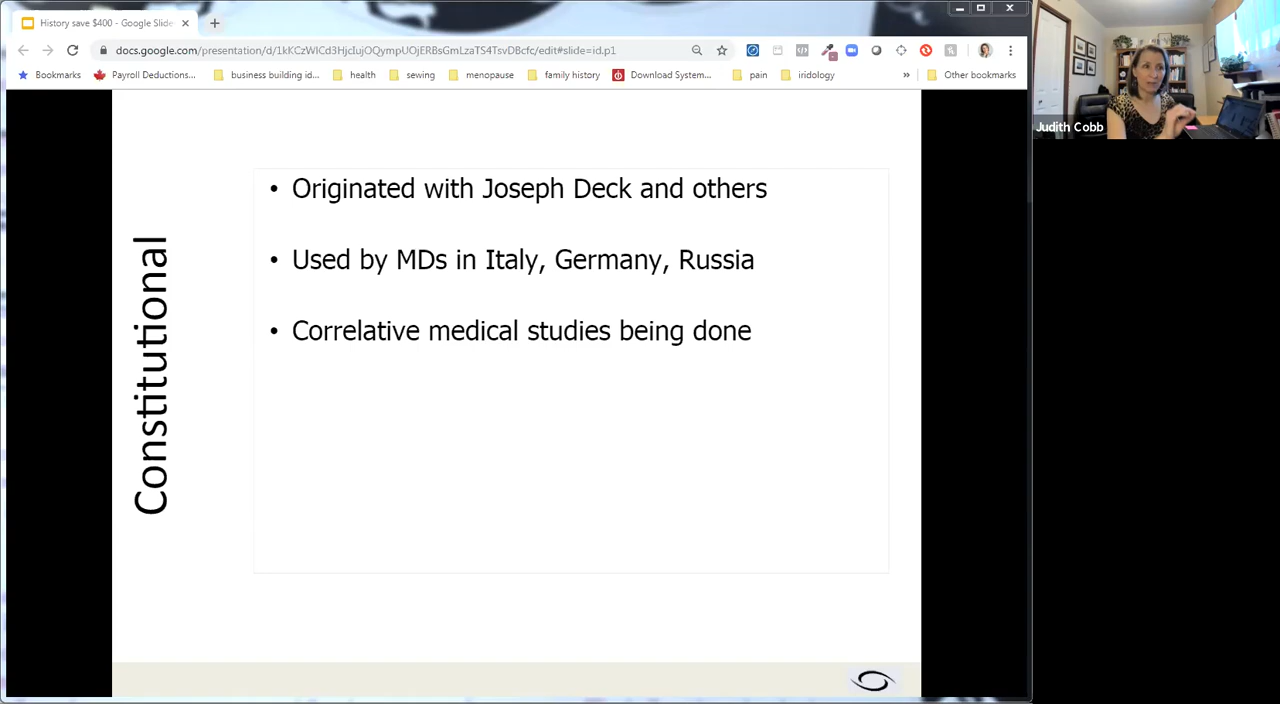 History save $400 - Google Slide
docs.google.com/presentation/d/1kKCzWlCd3HjcIujOQympUOjERBsGmLzaTS4TsvDBcfc/edit#slide=id.p1
Bookmarks
Payroll Deductions...
business building id...
health
sewing
menopause
family history
Download System...
pain
iridology
»
Other bookmarks
Judith Cobb
Constitutional
• Originated with Joseph Deck and others
• Used by MDs in Italy, Germany, Russia
• Correlative medical studies being done